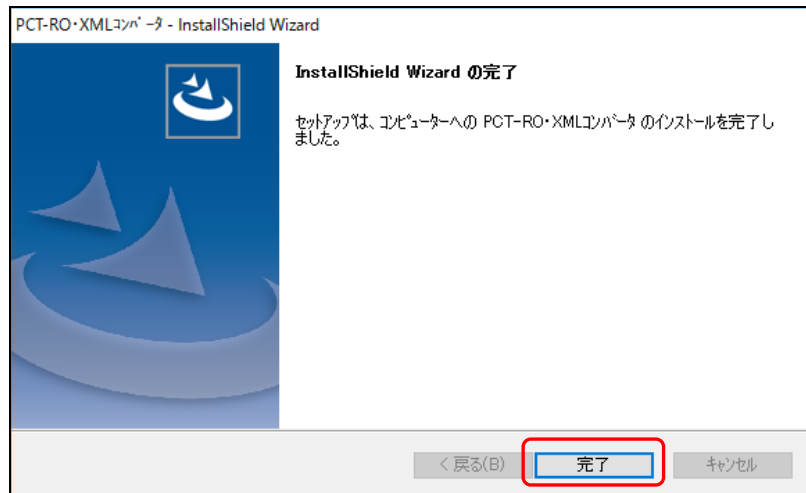 PCT-RO・XMLｺﾝﾊﾞｰﾀ - InstallShield Wizard
InstallShield Wizard の完了
セットアップは、コンピューターへの PCT-RO・XMLコンバータ のインストールを完了し
ました。
< 戻る(B)
完了
キャンセル